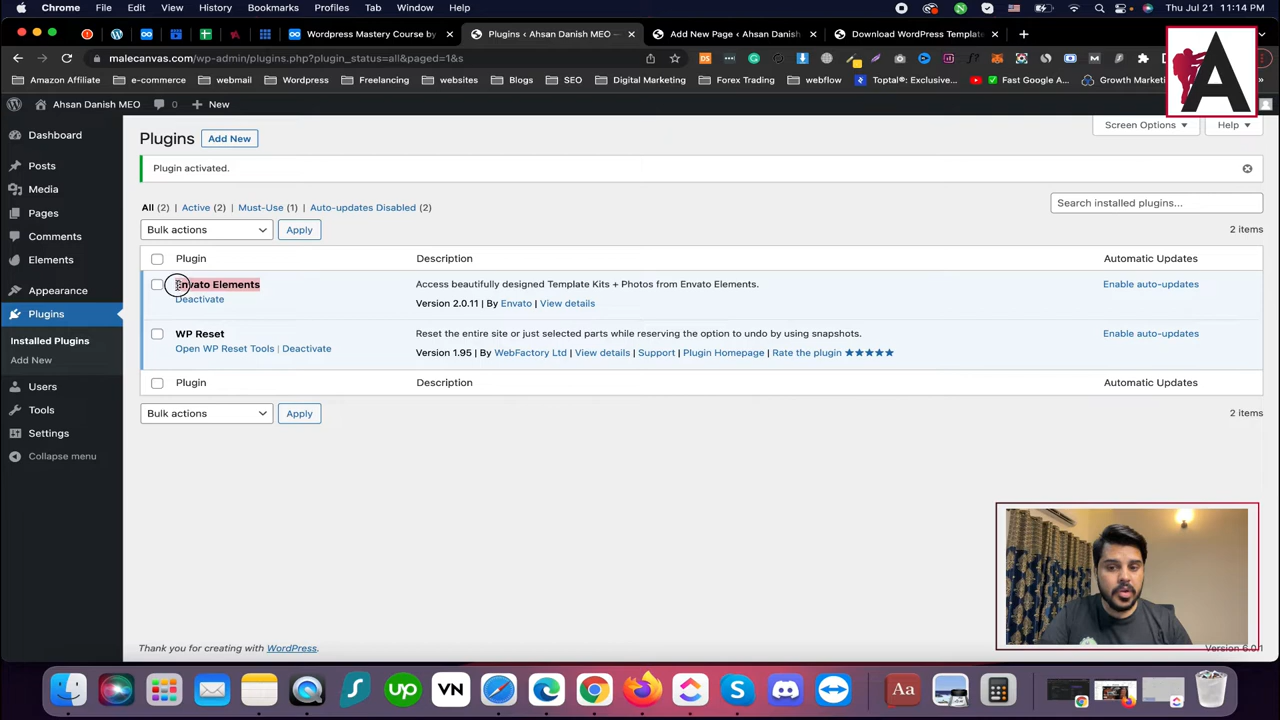 Chrome File Edit View History Bookmarks Profiles Tab Window Help Thu Jul 21 11:14 PM
Wordpress Mastery Course by Plugins ‹ Ahsan Danish MEO Add New Page ‹ Ahsan Danish Download WordPress Template
malecanvas.com/wp-admin/plugins.php?plugin_status=all&paged=1&s
Amazon Affilate e-commerce webmail Wordpress Freelancing websites Blogs SEO Digital Marketing Forex Trading webflow Toptal®: Exclusive... Fast Google A... Growth Market
A
Ahsan Danish MEO 0 New
Screen Options Help
Dashboard
Posts
Media
Pages
Comments
Elements
Appearance
Plugins
Installed Plugins
Add New
Users
Tools
Settings
Collapse menu
Plugins Add New
Plugin activated.
All (2) | Active (2) | Must-Use (1) | Auto-updates Disabled (2)
Search installed plugins...
Bulk actions Apply 2 items
Plugin Description Automatic Updates
Envato Elements Access beautifully designed Template Kits + Photos from Envato Elements. Enable auto-updates
Deactivate Version 2.0.11 | By Envato | View details
WP Reset Reset the entire site or just selected parts while reserving the option to undo by using snapshots. Enable auto-updates
Open WP Reset Tools | Deactivate Version 1.95 | By WebFactory Ltd | View details | Support | Plugin Homepage | Rate the plugin ★★★★★
Plugin Description Automatic Updates
Bulk actions Apply 2 items
Thank you for creating with WordPress. Version 6.0.1
up VN Aa